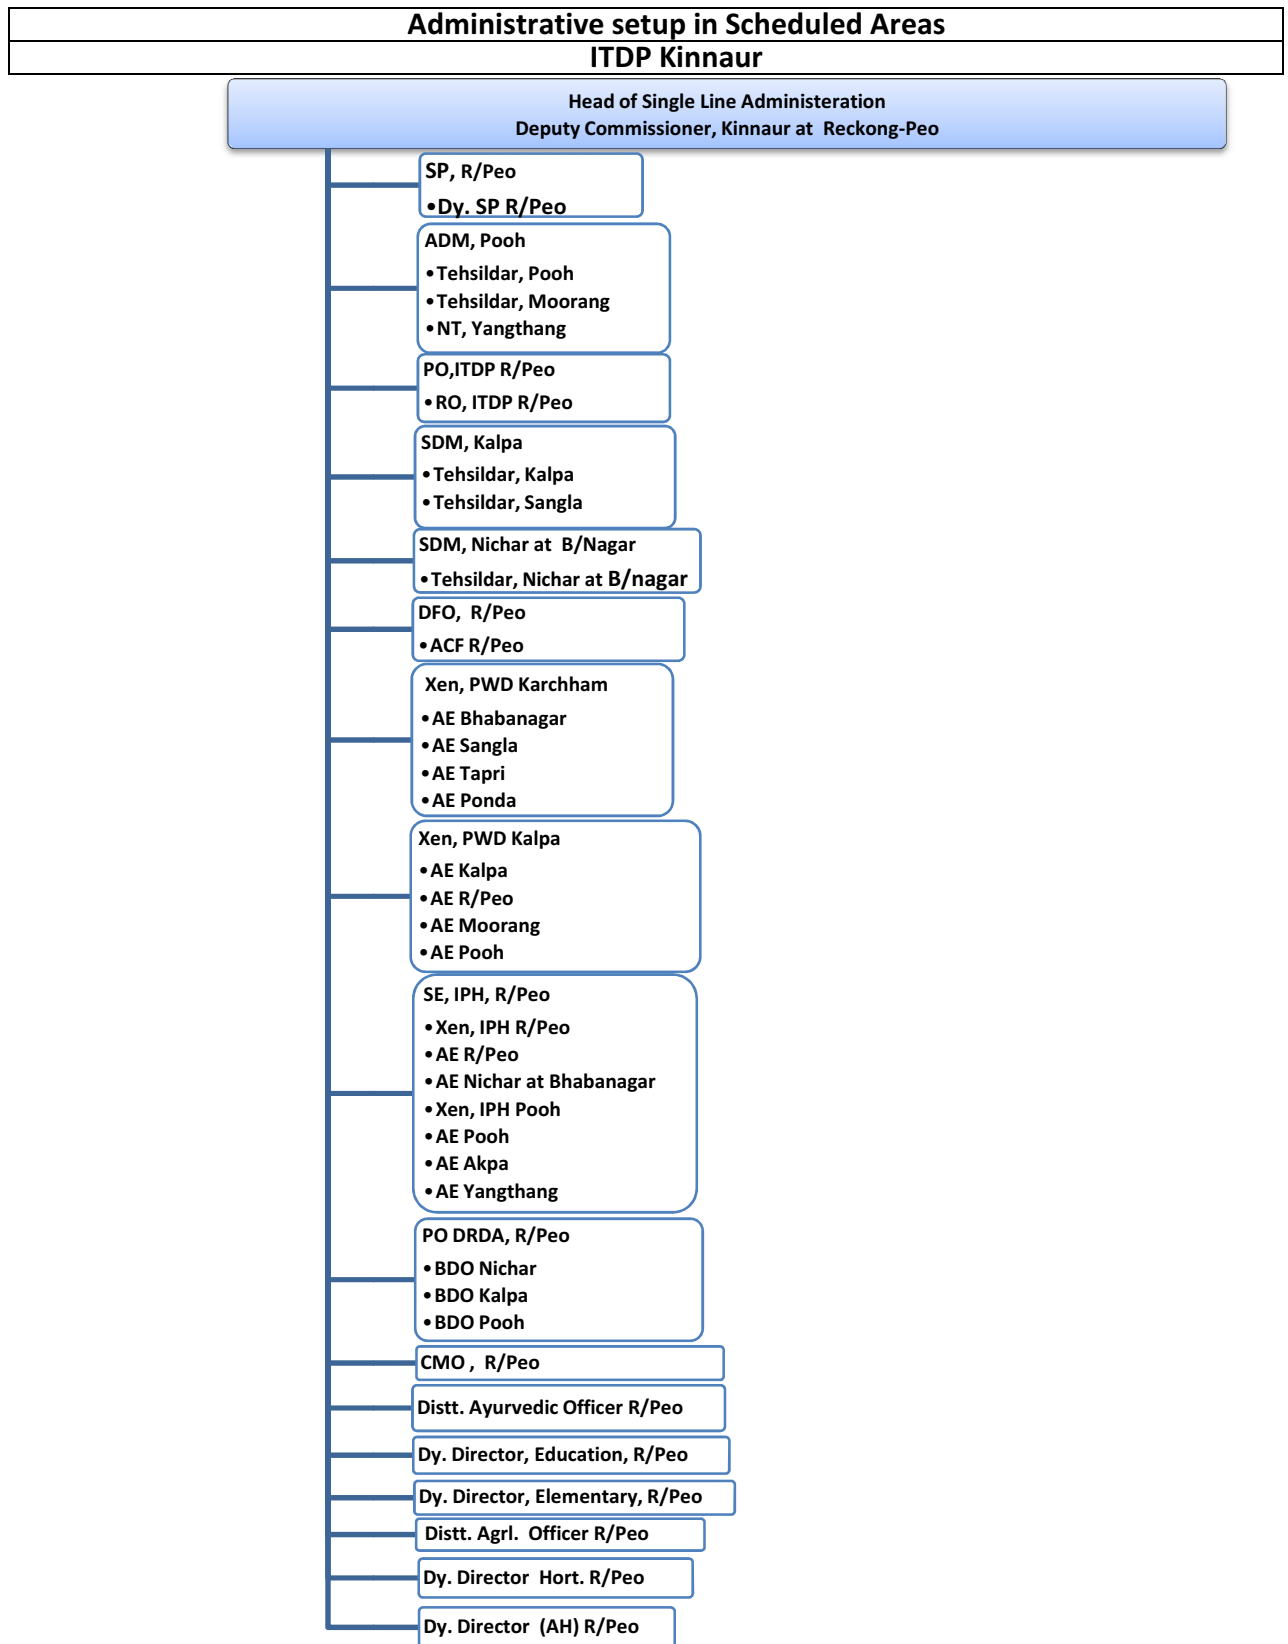 Administrative setup in Scheduled Areas
ITDP Kinnaur
Head of Single Line Administeration
Deputy Commissioner, Kinnaur at Reckong-Peo
SP, R/Peo
•Dy. SP R/Peo
ADM, Pooh
•Tehsildar, Pooh
•Tehsildar, Moorang
•NT, Yangthang
PO,ITDP R/Peo
•RO, ITDP R/Peo
SDM, Kalpa
•Tehsildar, Kalpa
•Tehsildar, Sangla
SDM, Nichar at B/Nagar
•Tehsildar, Nichar at B/nagar
DFO, R/Peo
•ACF R/Peo
Xen, PWD Karchham
•AE Bhabanagar
•AE Sangla
•AE Tapri
•AE Ponda
Xen, PWD Kalpa
•AE Kalpa
•AE R/Peo
•AE Moorang
•AE Pooh
SE, IPH, R/Peo
•Xen, IPH R/Peo
•AE R/Peo
•AE Nichar at Bhabanagar
•Xen, IPH Pooh
•AE Pooh
•AE Akpa
•AE Yangthang
PO DRDA, R/Peo
•BDO Nichar
•BDO Kalpa
•BDO Pooh
CMO , R/Peo
Distt. Ayurvedic Officer R/Peo
Dy. Director, Education, R/Peo
Dy. Director, Elementary, R/Peo
Distt. Agrl. Officer R/Peo
Dy. Director Hort. R/Peo
Dy. Director (AH) R/Peo